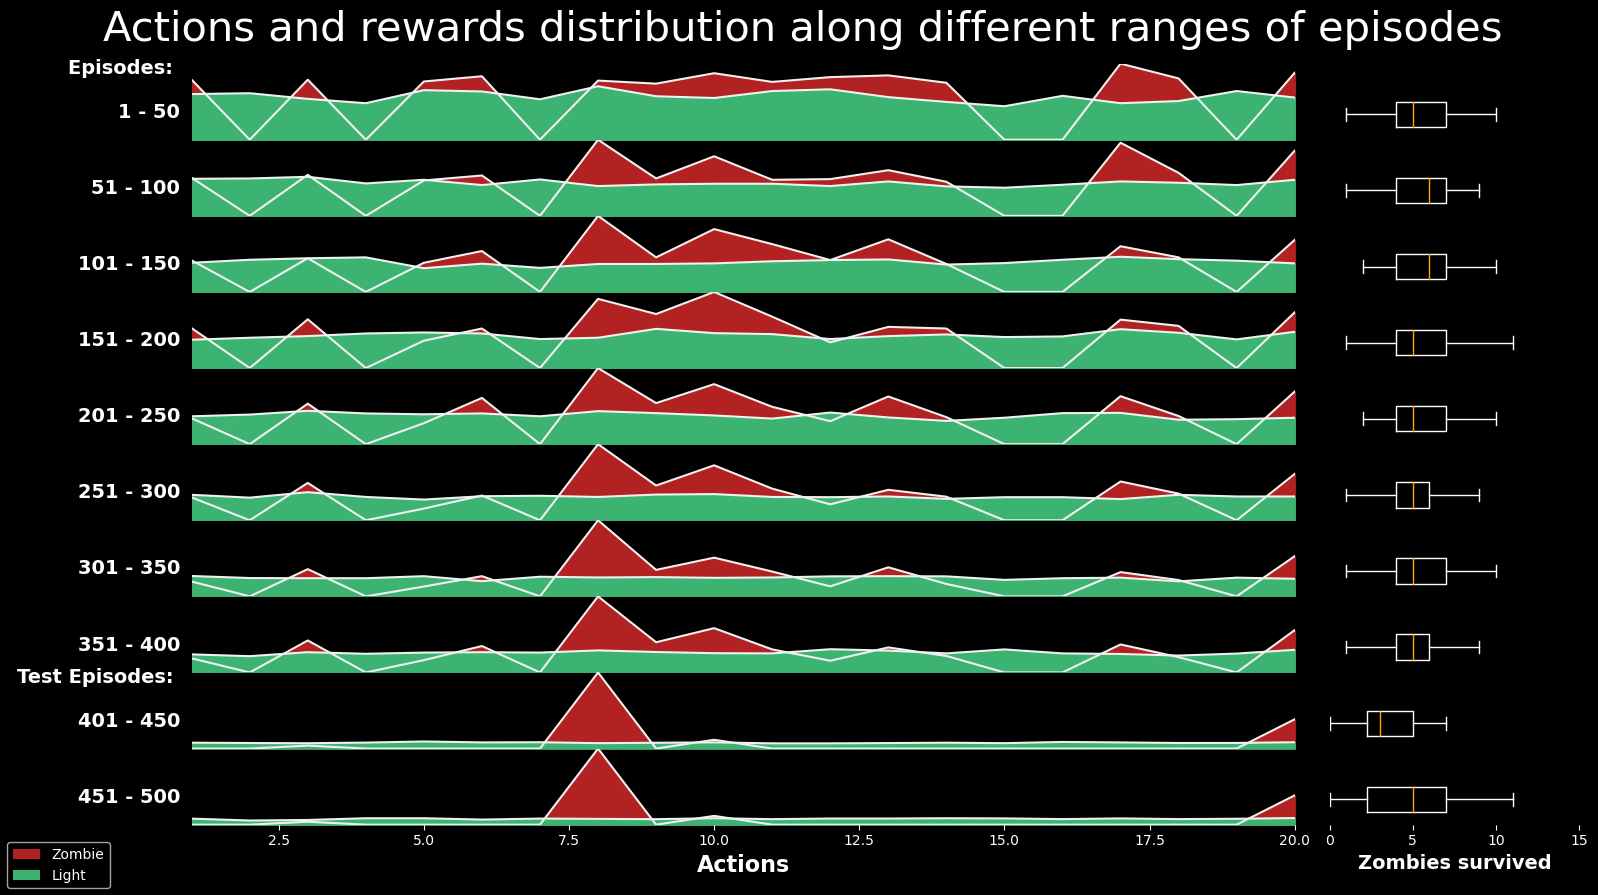 Actions and rewards distribution along different ranges of episodes
Episodes:
1 - 50
51 - 100
101 - 150
151 - 200
201 - 250
251 - 300
301 - 350
351 - 400
Test Episodes:
401 - 450
451 - 500
2.5 5.0 7.5 10.0 12.5 15.0 17.5 20.0 0 5 10 15
Actions
Zombies survived
Zombie
Light